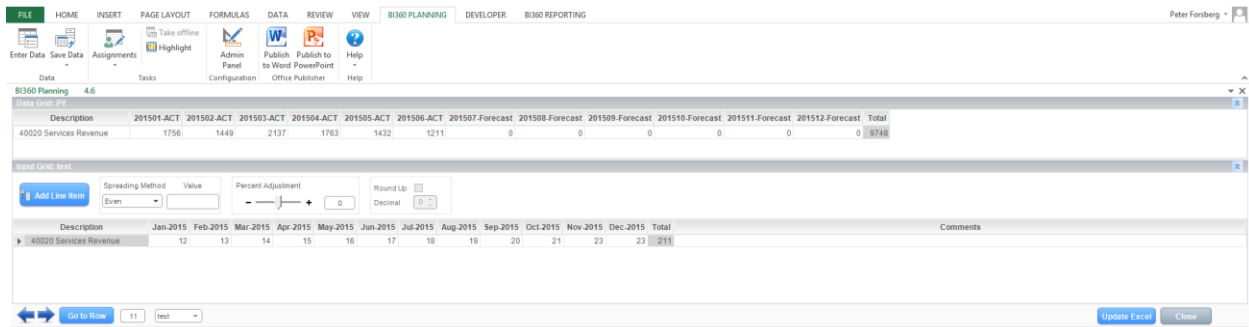 FILE HOME INSERT PAGE LAYOUT FORMULAS DATA REVIEW VIEW BI360 PLANNING DEVELOPER BI360 REPORTING Peter Forsberg
Enter Data Save Data Assignments Take offline Highlight Admin Panel Publish to Word Publish to PowerPoint Help
Data Tasks Configuration Office Publisher Help
BI360 Planning 4.6
Data Grid: PY
Description 201501-ACT 201502-ACT 201503-ACT 201504-ACT 201505-ACT 201506-ACT 201507-Forecast 201508-Forecast 201509-Forecast 201510-Forecast 201511-Forecast 201512-Forecast Total
40020 Services Revenue 1756 1449 2137 1763 1432 1211 0 0 0 0 0 0 9748
Input Grid: test
Add Line Item Spreading Method Value Percent Adjustment Round Up
Even - + 0 Decimal 0
Description Jan-2015 Feb-2015 Mar-2015 Apr-2015 May-2015 Jun-2015 Jul-2015 Aug-2015 Sep-2015 Oct-2015 Nov-2015 Dec-2015 Total Comments
40020 Services Revenue 12 13 14 15 16 17 18 19 20 21 23 23 211
Go to Row 11 test Update Excel Close